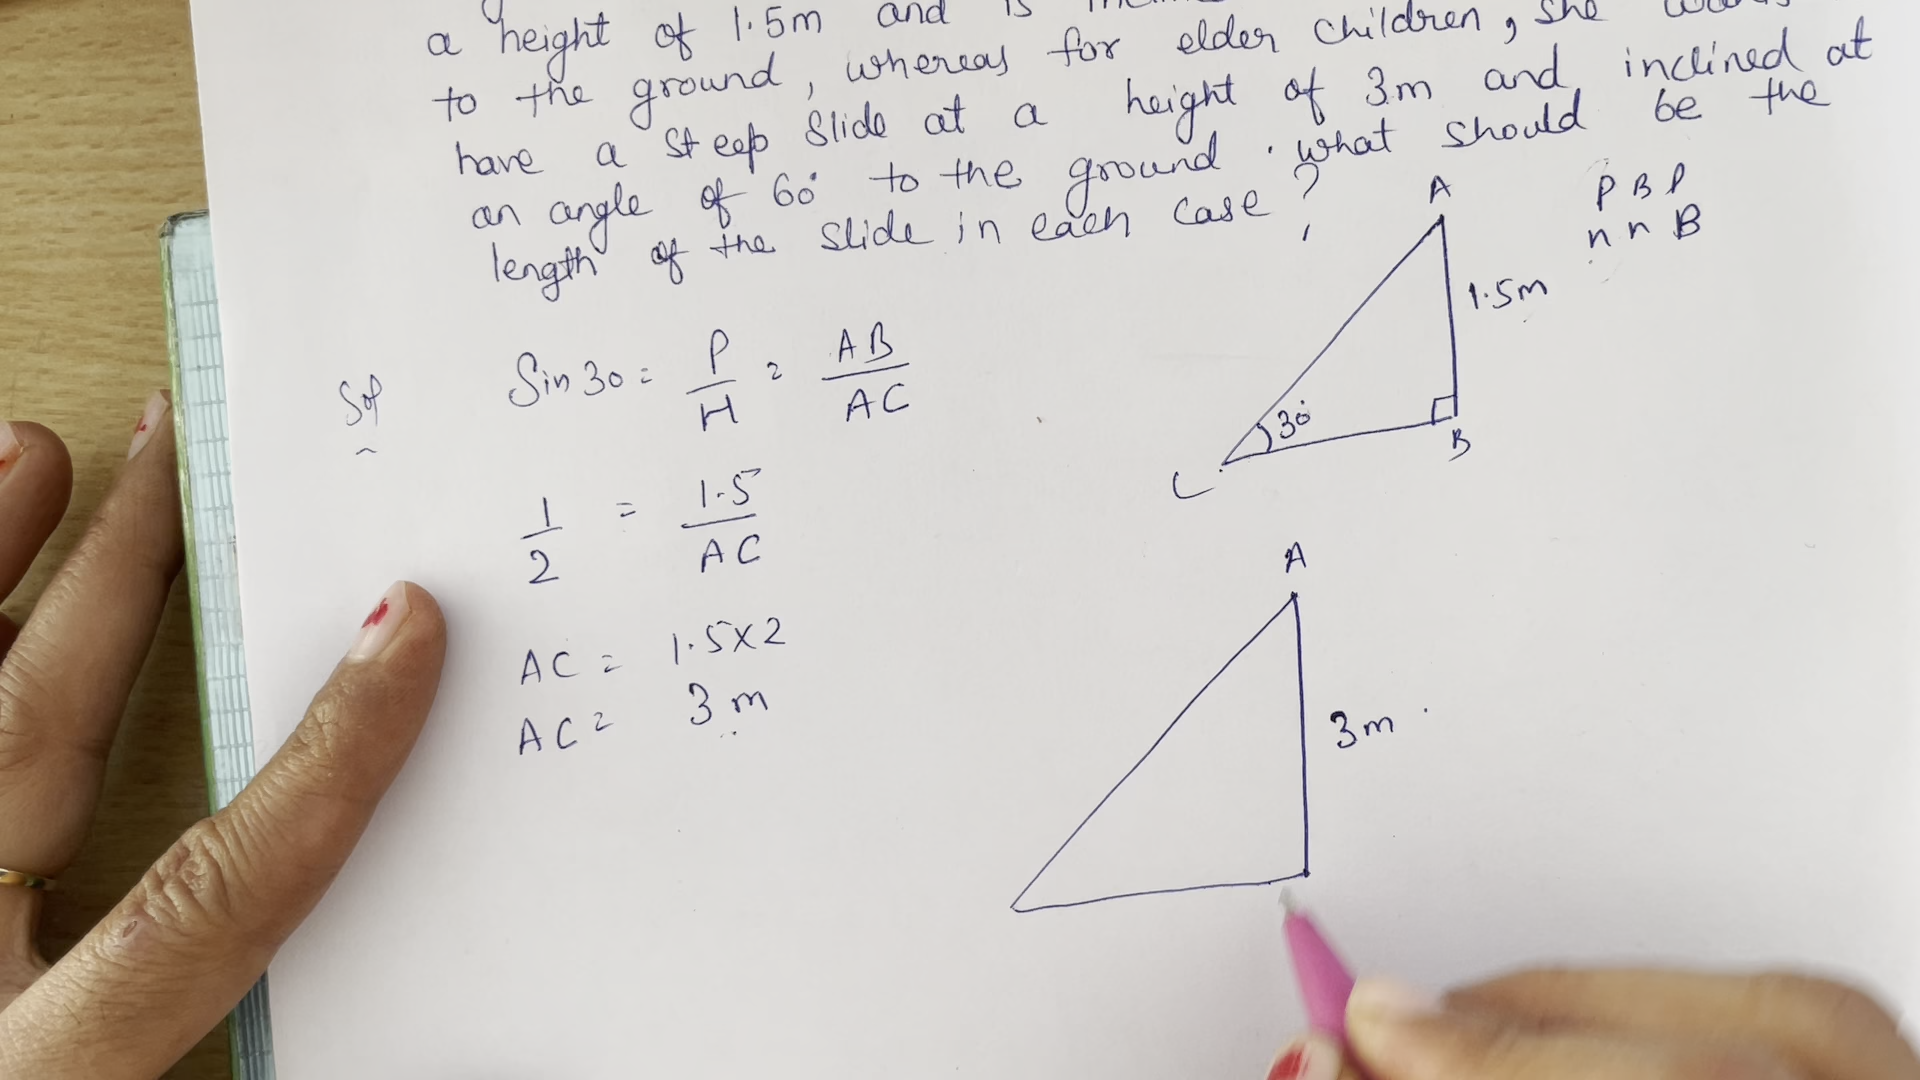 a height of 1.5m and is
to the ground, whereas for elder children, she
have a steep slide at a height of 3m and inclined at
an angle of 60° to the ground. what should be the
length of the slide in each case?
A
P B P
n n B
1.5m
30°
B
C
Sol
Sin 30 = P/H = AB/AC
1/2 = 1.5/AC
AC = 1.5x2
AC = 3 m
A
3m